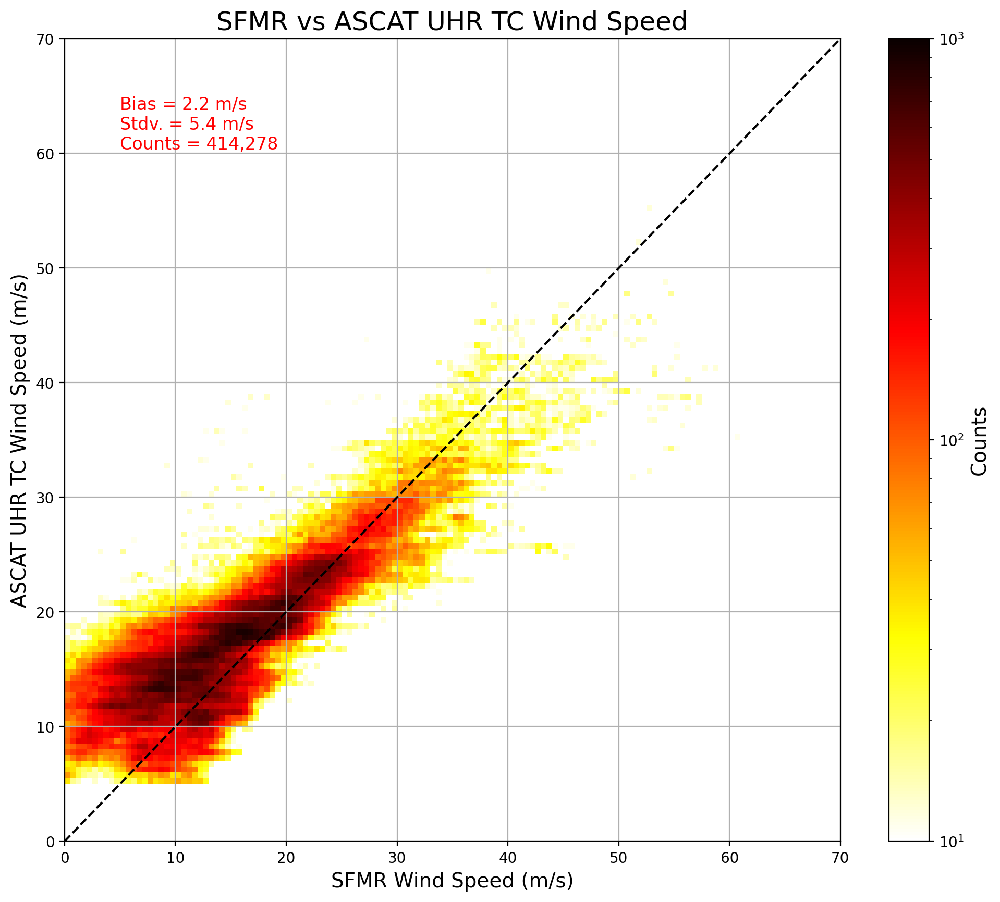 SFMR vs ASCAT UHR TC Wind Speed
Bias = 2.2 m/s
Stdv. = 5.4 m/s
Counts = 414,278
ASCAT UHR TC Wind Speed (m/s)
70
60
50
40
30
20
10
0
0 10 20 30 40 50 60 70
SFMR Wind Speed (m/s)
10³
10²
10¹
Counts